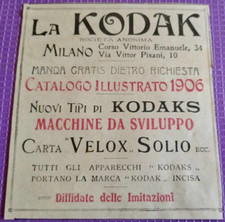 LA KODAK
SOCIETÀ ANONIMA
MILANO Corso Vittorio Emanuele, 34
Via Vittor Pisani, 10
MANDA GRATIS DIETRO RICHIESTA
CATALOGO ILLUSTRATO 1906
NUOVI TIPI DI KODAKS
MACCHINE DA SVILUPPO
CARTA "VELOX„ SOLIO ECC.
TUTTI GLI APPARECCHI "KODAKS„
PORTANO LA MARCA "KODAK„ INCISA
Diffidate delle Imitazioni